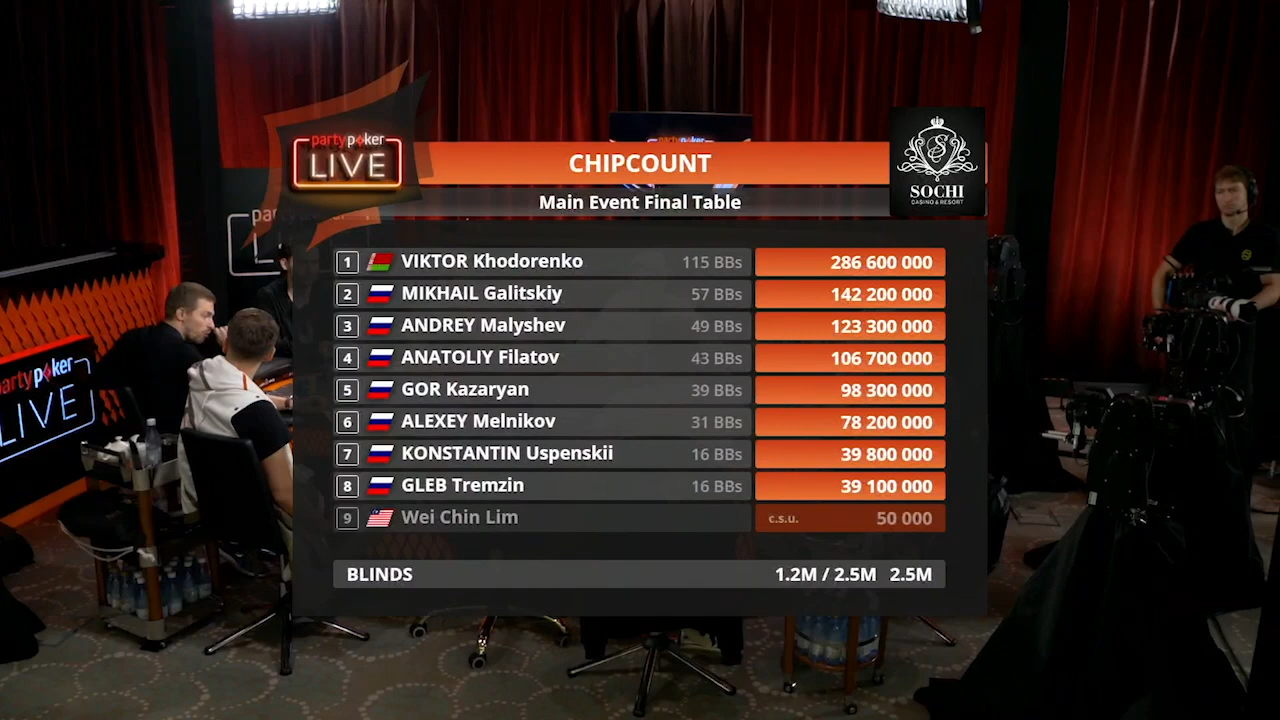 partypoker
LIVE
CHIPCOUNT
Main Event Final Table
SOCHI
CASINO & RESORT
1 VIKTOR Khodorenko 115 BBs 286 600 000
2 MIKHAIL Galitskiy 57 BBs 142 200 000
3 ANDREY Malyshev 49 BBs 123 300 000
4 ANATOLIY Filatov 43 BBs 106 700 000
5 GOR Kazaryan 39 BBs 98 300 000
6 ALEXEY Melnikov 31 BBs 78 200 000
7 KONSTANTIN Uspenskii 16 BBs 39 800 000
8 GLEB Tremzin 16 BBs 39 100 000
9 Wei Chin Lim c.s.u. 50 000
BLINDS 1.2M / 2.5M 2.5M
partypoker
LIVE